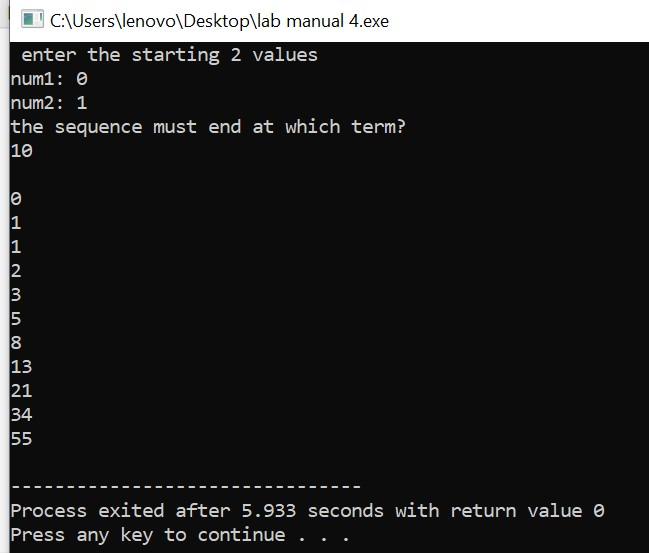 C:\Users\lenovo\Desktop\lab manual 4.exe
enter the starting 2 values
num1: 0
num2: 1
the sequence must end at which term?
10
0
1
1
2
3
5
8
13
21
34
55
--------------------------------
Process exited after 5.933 seconds with return value 0
Press any key to continue . . .